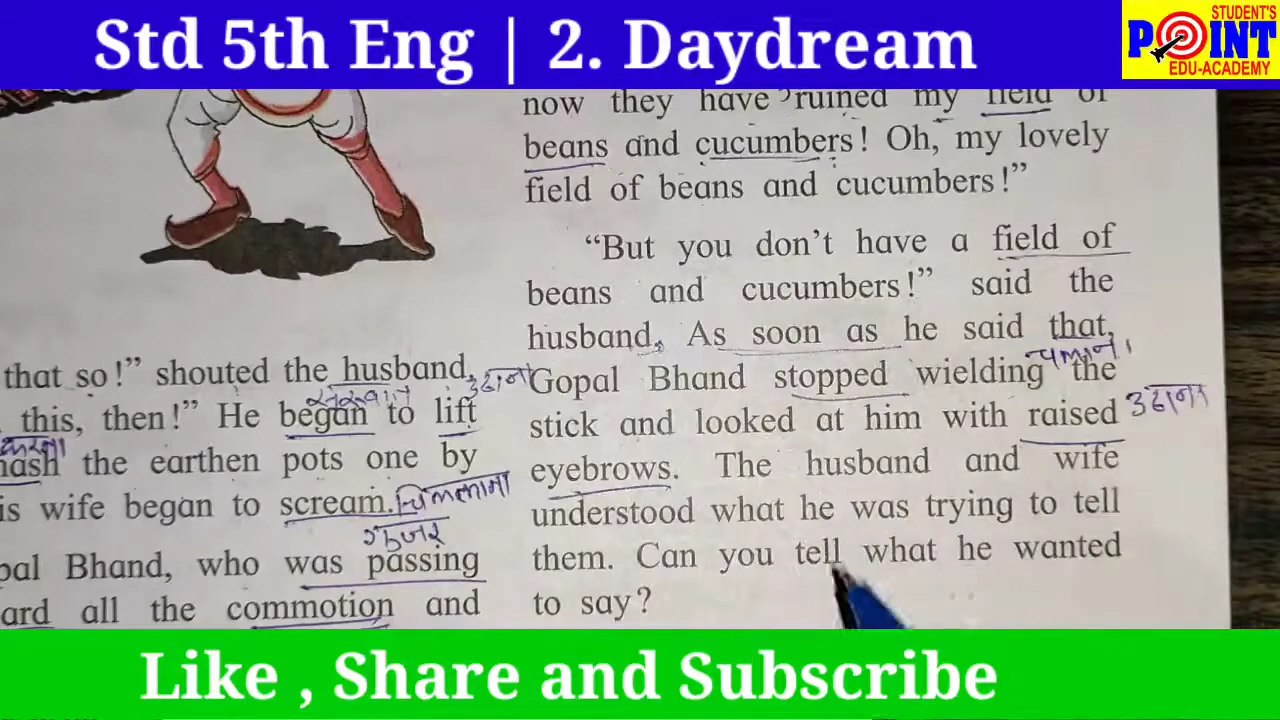 Std 5th Eng | 2. Daydream
STUDENT'S
POINT
EDU-ACADEMY
that so!” shouted the husband,
this, then!” He began to lift
the earthen pots one by
is wife began to scream.
चिल्लाना
Bhand, who was passing
all the commotion and
now they have ruined my field of
beans and cucumbers! Oh, my lovely
field of beans and cucumbers!”
“But you don’t have a field of
beans and cucumbers!” said the
husband. As soon as he said that,
Gopal Bhand stopped wielding the
stick and looked at him with raised
उठाना
eyebrows. The husband and wife
understood what he was trying to tell
them. Can you tell what he wanted
to say?
Like , Share and Subscribe